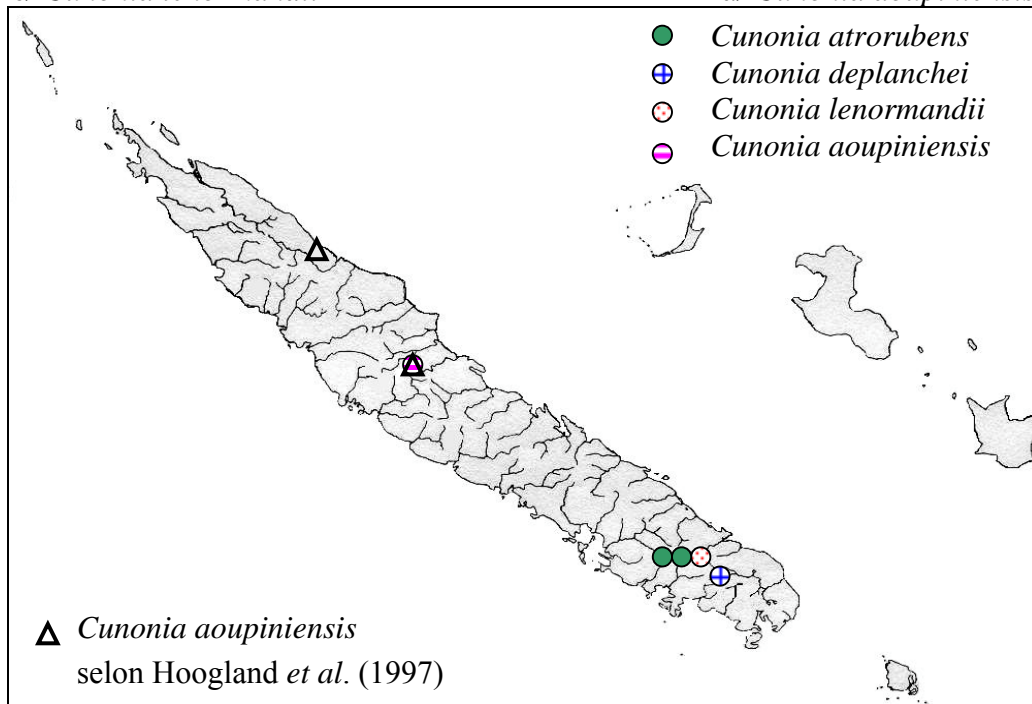 Cunonia atrorubens
Cunonia deplanchei
Cunonia lenormandii
Cunonia aoupiniensis
Cunonia aoupiniensis
selon Hoogland et al. (1997)